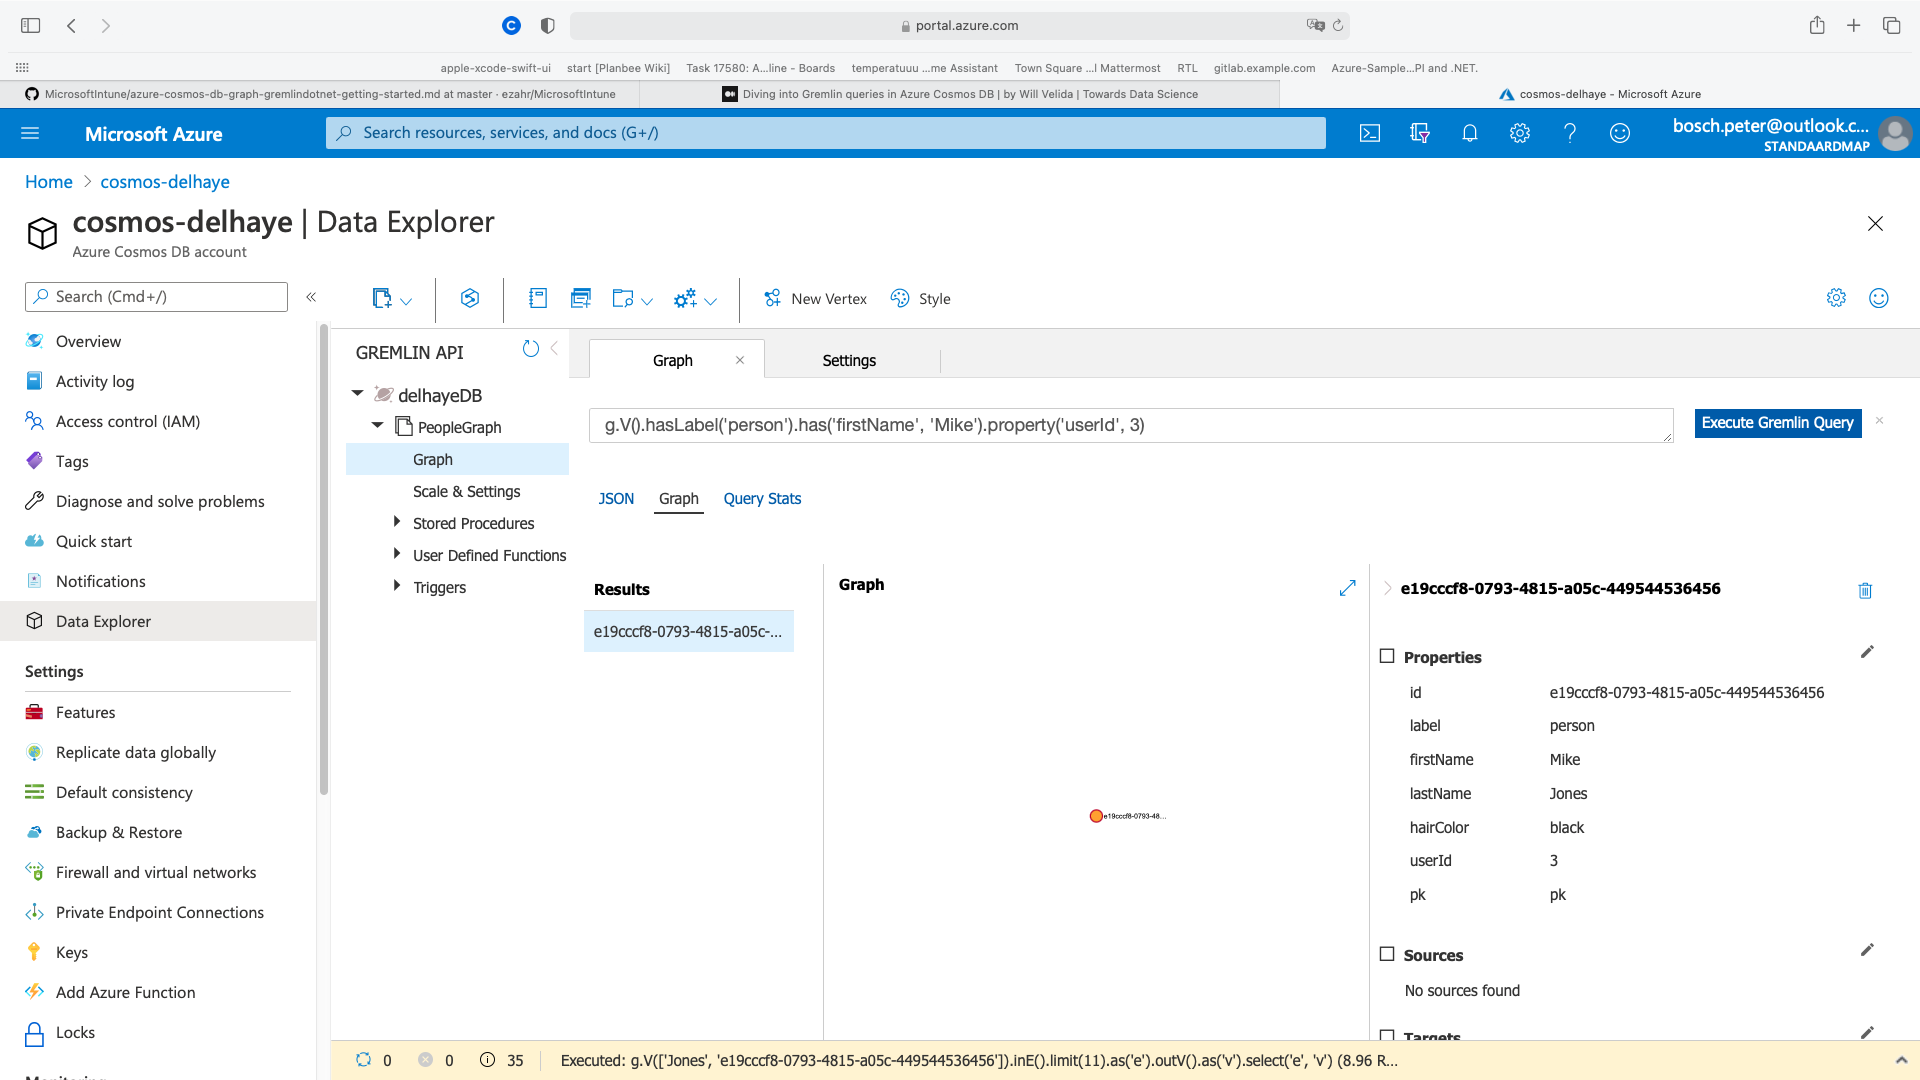 portal.azure.com
apple-xcode-swift-ui
start [Planbee Wiki]
Task 17580: A...line - Boards
temperatuuu ...me Assistant
Town Square ...l Mattermost
RTL
gitlab.example.com
Azure-Sample...PI and .NET.
MicrosoftIntune/azure-cosmos-db-graph-gremlindotnet-getting-started.md at master · ezahr/MicrosoftIntune
Diving into Gremlin queries in Azure Cosmos DB | by Will Velida | Towards Data Science
cosmos-delhaye - Microsoft Azure
Microsoft Azure
Search resources, services, and docs (G+/)
bosch.peter@outlook.c...
STANDAARDMAP
Home > cosmos-delhaye
cosmos-delhaye | Data Explorer
Azure Cosmos DB account
Search (Cmd+/)
New Vertex
Style
Overview
Activity log
Access control (IAM)
Tags
Diagnose and solve problems
Quick start
Notifications
Data Explorer
Settings
Features
Replicate data globally
Default consistency
Backup & Restore
Firewall and virtual networks
Private Endpoint Connections
Keys
Add Azure Function
Locks
Monitoring
GREMLIN API
delhayeDB
PeopleGraph
Graph
Scale & Settings
Stored Procedures
User Defined Functions
Triggers
Graph
Settings
g.V().hasLabel('person').has('firstName', 'Mike').property('userId', 3)
Execute Gremlin Query
JSON
Graph
Query Stats
Results
e19cccf8-0793-4815-a05c-...
Graph
e19cccf8-0793-48...
e19cccf8-0793-4815-a05c-449544536456
Properties
id e19cccf8-0793-4815-a05c-449544536456
label person
firstName Mike
lastName Jones
hairColor black
userId 3
pk pk
Sources
No sources found
Targets
0 0 35 Executed: g.V(['Jones', 'e19cccf8-0793-4815-a05c-449544536456']).inE().limit(11).as('e').outV().as('v').select('e', 'v') (8.96 R...